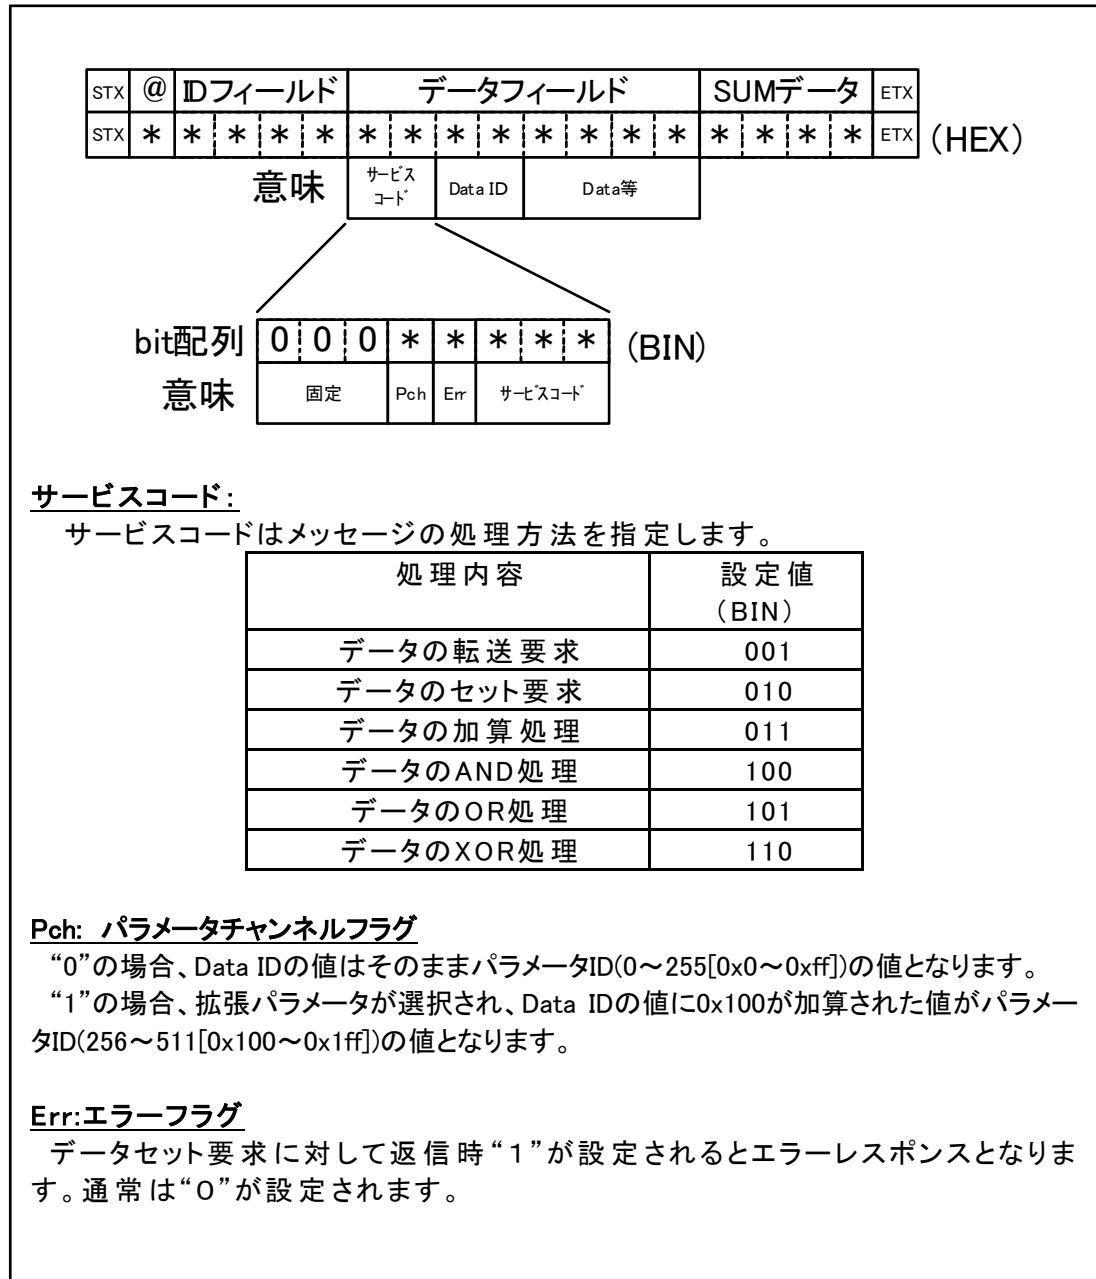 STX @ IDフィールド データフィールド SUMデータ ETX
STX * * * * * * * * * * * * * * * * * ETX (HEX)
意味 サービスコード Data ID Data等
bit配列 0 0 0 * * * * * (BIN)
意味 固定 Pch Err サービスコード
サービスコード:
サービスコードはメッセージの処理方法を指定します。
処理内容 設定値
(BIN)
データの転送要求 001
データのセット要求 010
データの加算処理 011
データのAND処理 100
データのOR処理 101
データのXOR処理 110
Pch: パラメータチャンネルフラグ
“0”の場合、Data IDの値はそのままパラメータID(0～255[0x0～0xff])の値となります。
“1”の場合、拡張パラメータが選択され、Data IDの値に0x100が加算された値がパラメー
タID(256～511[0x100～0x1ff])の値となります。
Err:エラーフラグ
データセット要求に対して返信時“1”が設定されるとエラーレスポンスとなりま
す。通常は“0”が設定されます。